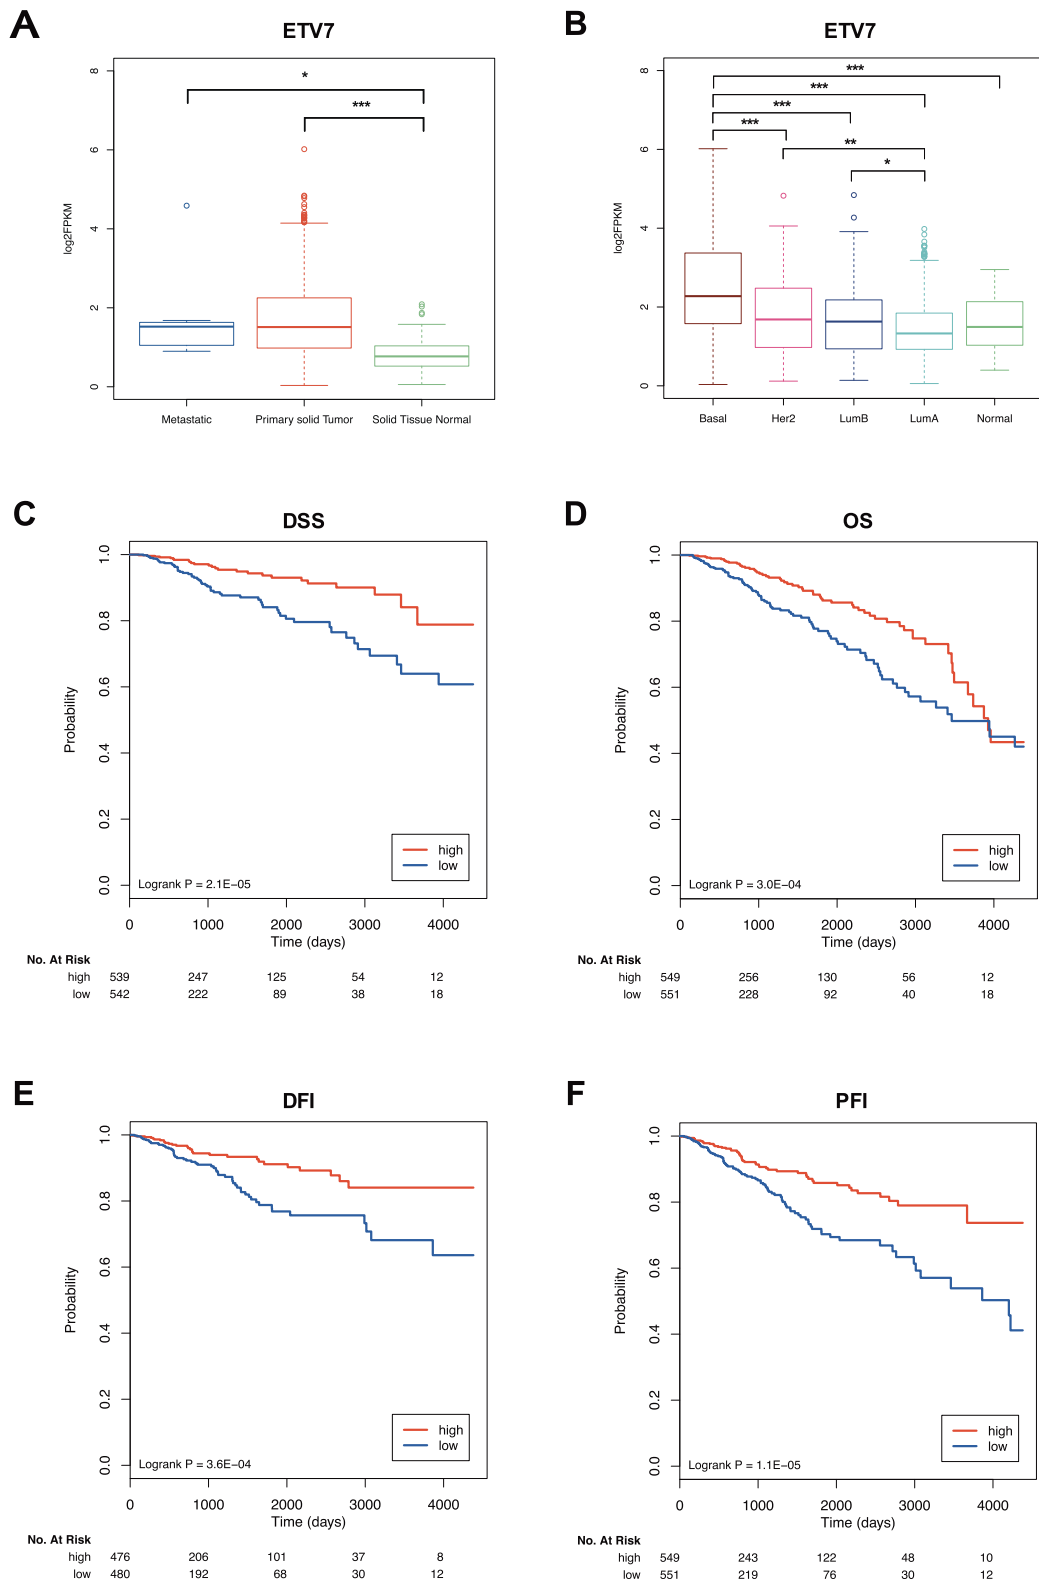 A
ETV7
*
***
log2FPKM
8
6
4
2
0
Metastatic Primary solid Tumor Solid Tissue Normal
B
ETV7
***
***
***
***
**
*
log2FPKM
8
6
4
2
0
Basal Her2 LumB LumA Normal
C
DSS
Probability
1.0
0.8
0.6
0.4
0.2
0.0
high
low
Logrank P = 2.1E−05
0 1000 2000 3000 4000
Time (days)
No. At Risk
high 539 247 125 54 12
low 542 222 89 38 18
D
OS
Probability
1.0
0.8
0.6
0.4
0.2
0.0
high
low
Logrank P = 3.0E−04
0 1000 2000 3000 4000
Time (days)
No. At Risk
high 549 256 130 56 12
low 551 228 92 40 18
E
DFI
Probability
1.0
0.8
0.6
0.4
0.2
0.0
high
low
Logrank P = 3.6E−04
0 1000 2000 3000 4000
Time (days)
No. At Risk
high 476 206 101 37 8
low 480 192 68 30 12
F
PFI
Probability
1.0
0.8
0.6
0.4
0.2
0.0
high
low
Logrank P = 1.1E−05
0 1000 2000 3000 4000
Time (days)
No. At Risk
high 549 243 122 48 10
low 551 219 76 30 12